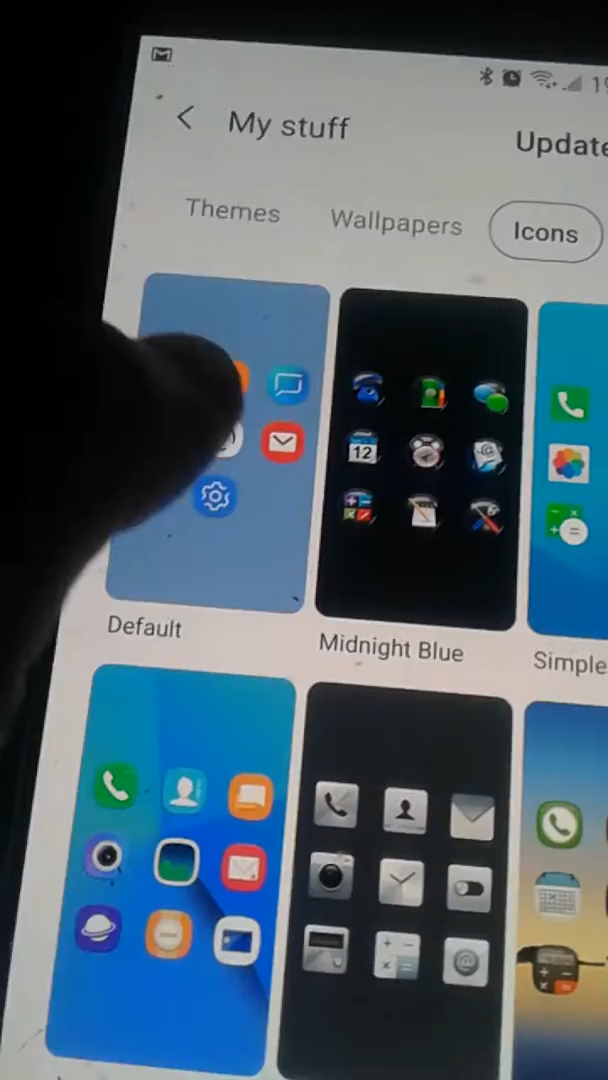 My stuff
Update
Themes
Wallpapers
Icons
12
Default
Midnight Blue
Simple